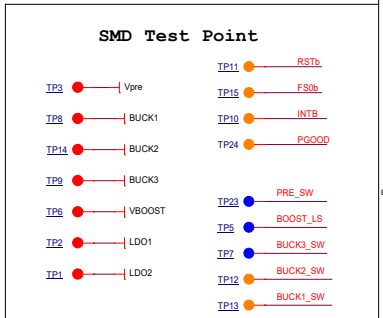 SMD Test Point
TP3 Vpre
TP8 BUCK1
TP14 BUCK2
TP9 BUCK3
TP6 VBOOST
TP2 LDO1
TP1 LDO2
TP11 RSTb
TP15 FS0b
TP10 INTB
TP24 PGOOD
TP23 PRE_SW
TP5 BOOST_LS
TP7 BUCK3_SW
TP12 BUCK2_SW
TP13 BUCK1_SW